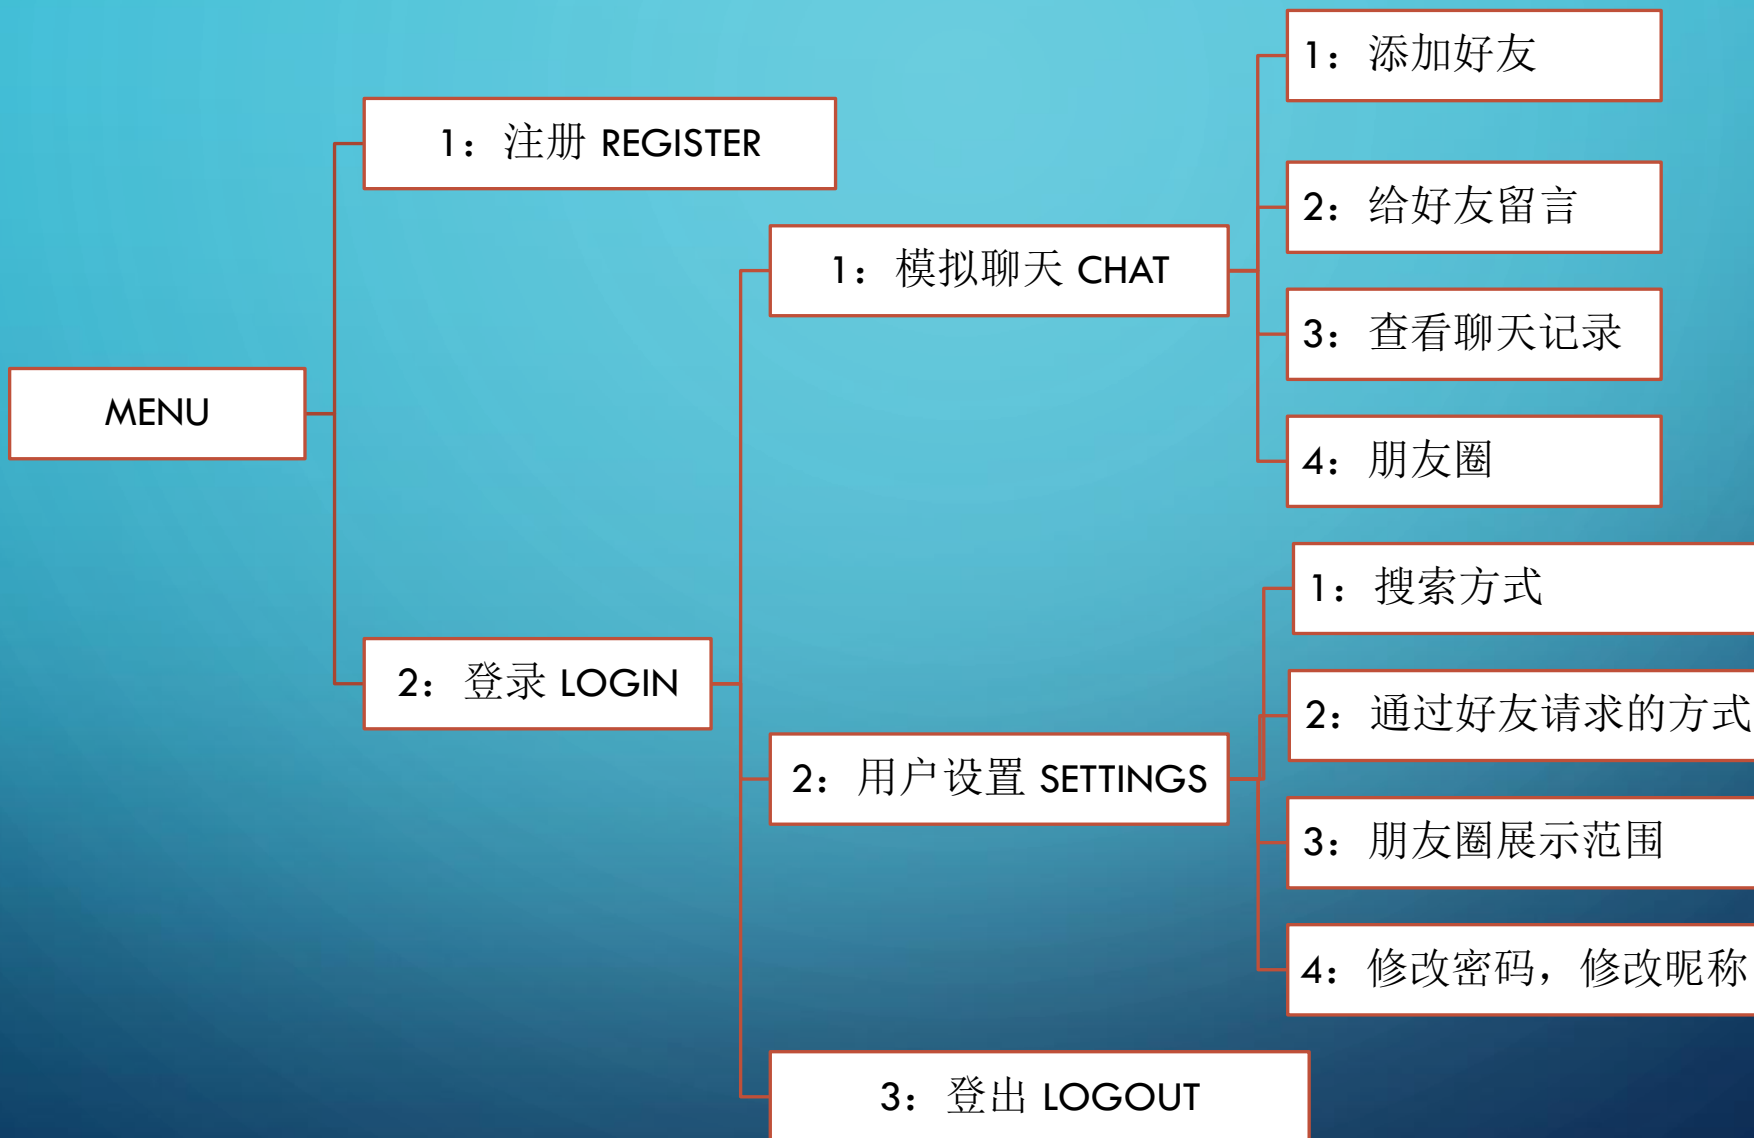 MENU
1：注册 REGISTER
2：登录 LOGIN
1：模拟聊天 CHAT
2：用户设置 SETTINGS
3：登出 LOGOUT
1：添加好友
2：给好友留言
3：查看聊天记录
4：朋友圈
1：搜索方式
2：通过好友请求的方式
3：朋友圈展示范围
4：修改密码，修改昵称